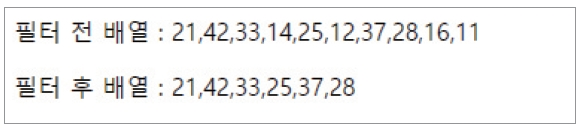 필터 전 배열 : 21,42,33,14,25,12,37,28,16,11
필터 후 배열 : 21,42,33,25,37,28